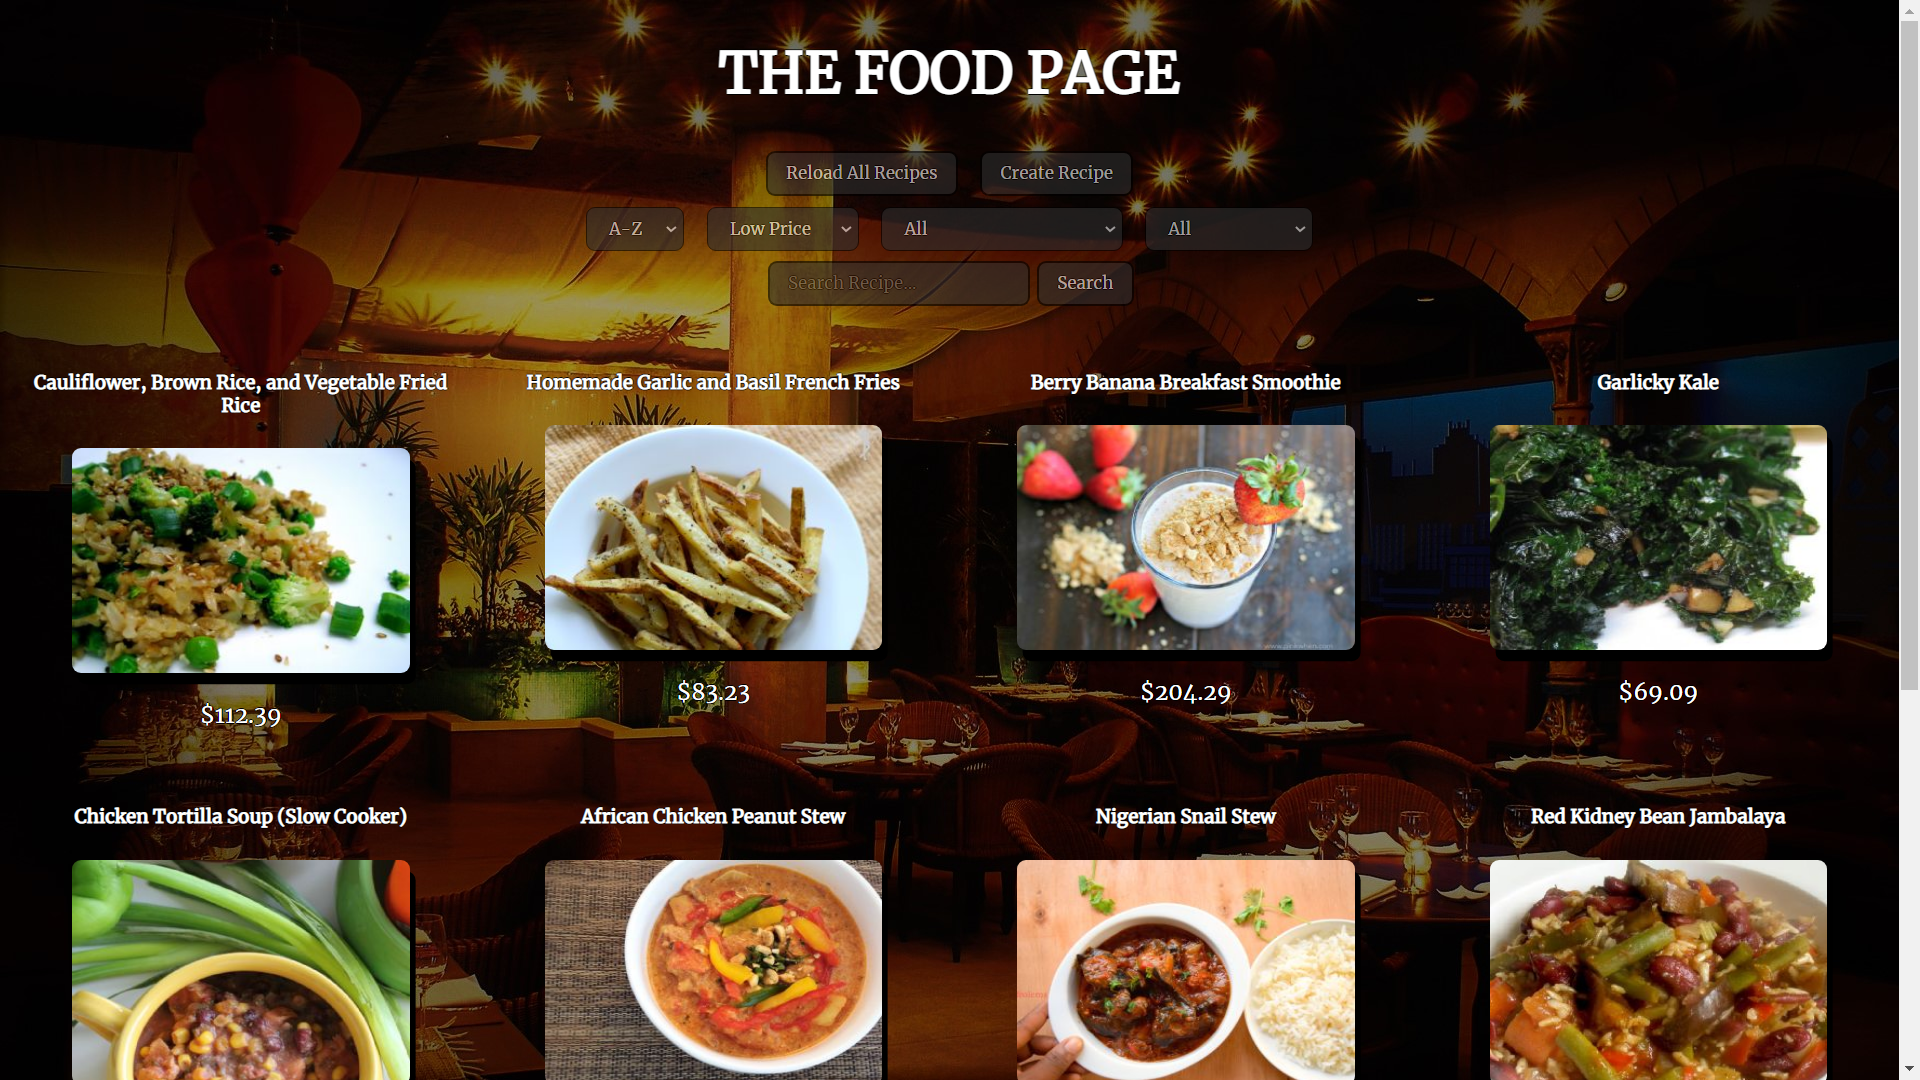 THE FOOD PAGE
Reload All Recipes
Create Recipe
A-Z
Low Price
All
All
Search Recipe...
Search
Cauliflower, Brown Rice, and Vegetable Fried
Rice
Homemade Garlic and Basil French Fries
Berry Banana Breakfast Smoothie
Garlicky Kale
$112.39
$83.23
$204.29
$69.09
Chicken Tortilla Soup (Slow Cooker)
African Chicken Peanut Stew
Nigerian Snail Stew
Red Kidney Bean Jambalaya